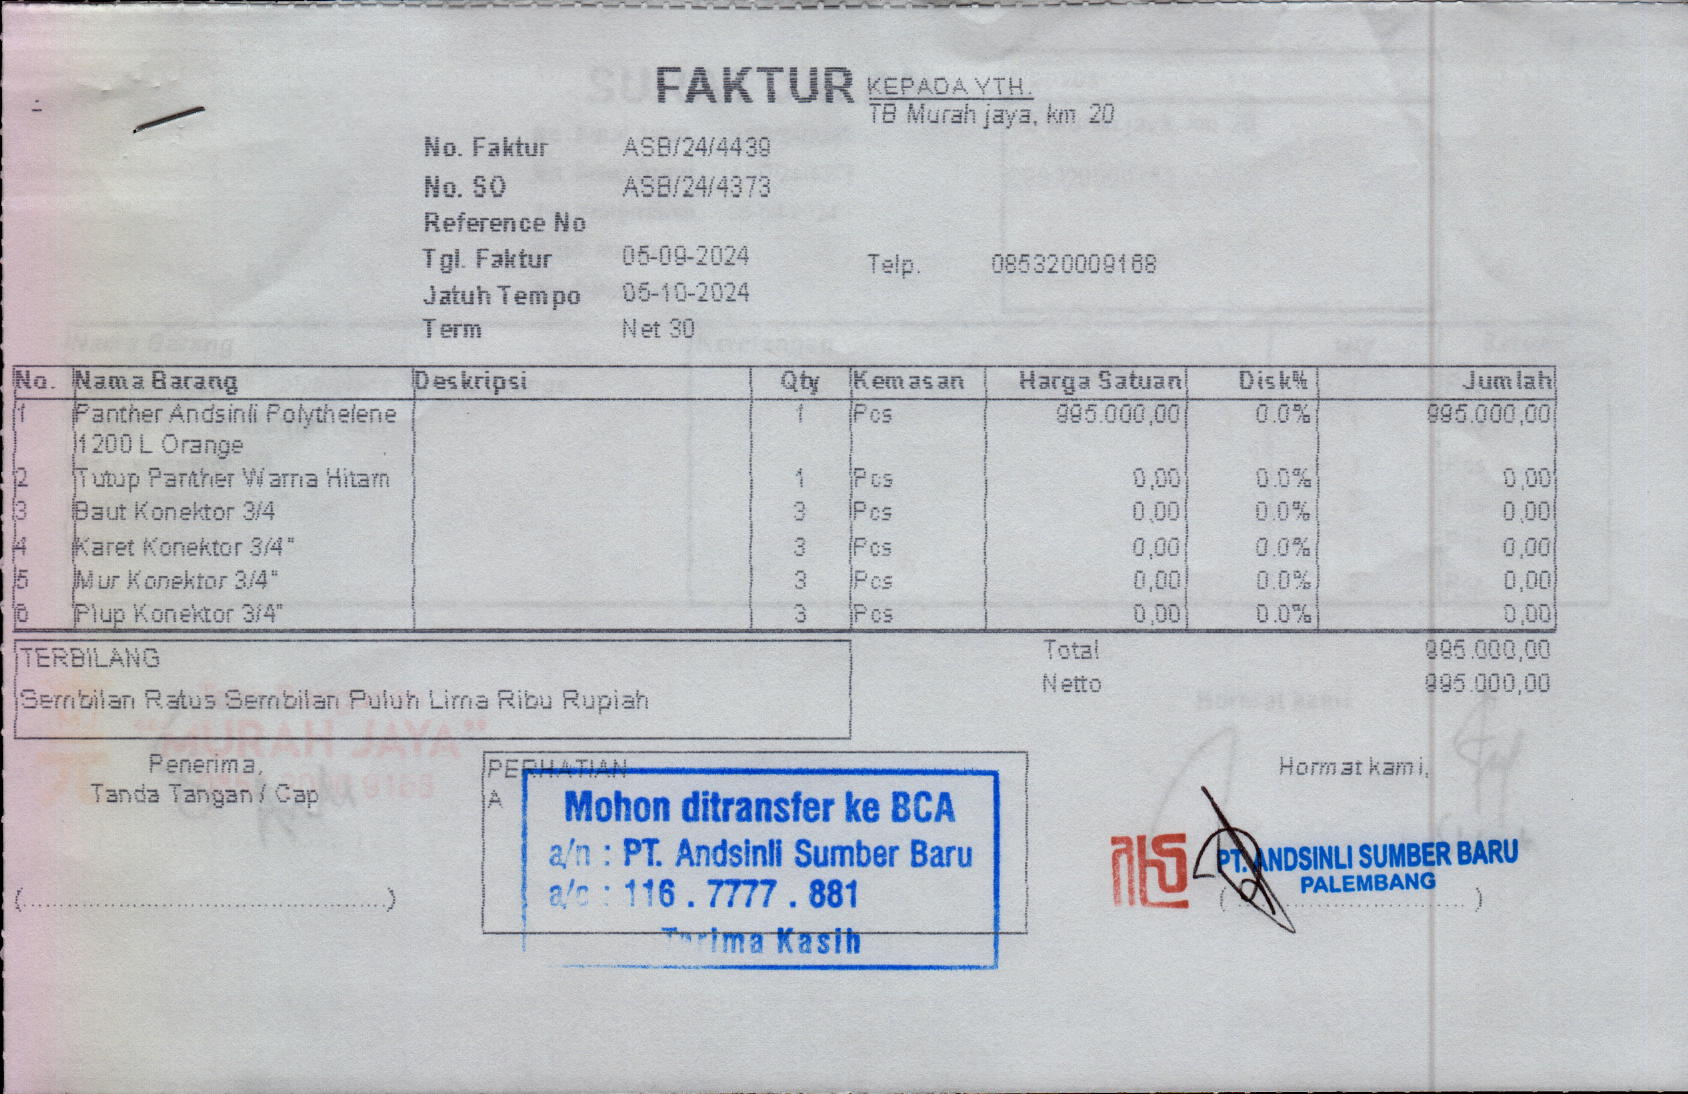 FAKTUR
KEPADA YTH.
TB Murah jaya, km 20
No. Faktur ASB/24/4439
No. SO ASB/24/4373
Reference No
Tgl. Faktur 05-09-2024 Telp. 085320009168
Jatuh Tempo 05-10-2024
Term Net 30
No. Nama Barang Deskripsi Qty Kemasan Harga Satuan Disk% Jumlah
1 Panther Andsinli Polythelene 1 Pcs 995.000,00 0.0% 995.000,00
1200 L Orange
2 Tutup Panther Warna Hitam 1 Pcs 0,00 0.0% 0,00
3 Baut Konektor 3/4 3 Pcs 0,00 0.0% 0,00
4 Karet Konektor 3/4" 3 Pcs 0,00 0.0% 0,00
5 Mur Konektor 3/4" 3 Pcs 0,00 0.0% 0,00
6 Plup Konektor 3/4" 3 Pcs 0,00 0.0% 0,00
TERBILANG
Sembilan Ratus Sembilan Puluh Lima Ribu Rupiah
Total 995.000,00
Netto 995.000,00
"MURAH JAYA"
Penerima,
Tanda Tangan / Cap
(......................................................)
PERHATIAN
A
Mohon ditransfer ke BCA
a/n : PT. Andsinli Sumber Baru
a/c : 116 . 7777 . 881
Terima Kasih
Hormat kami,
PT. ANDSINLI SUMBER BARU
PALEMBANG
(......................................)